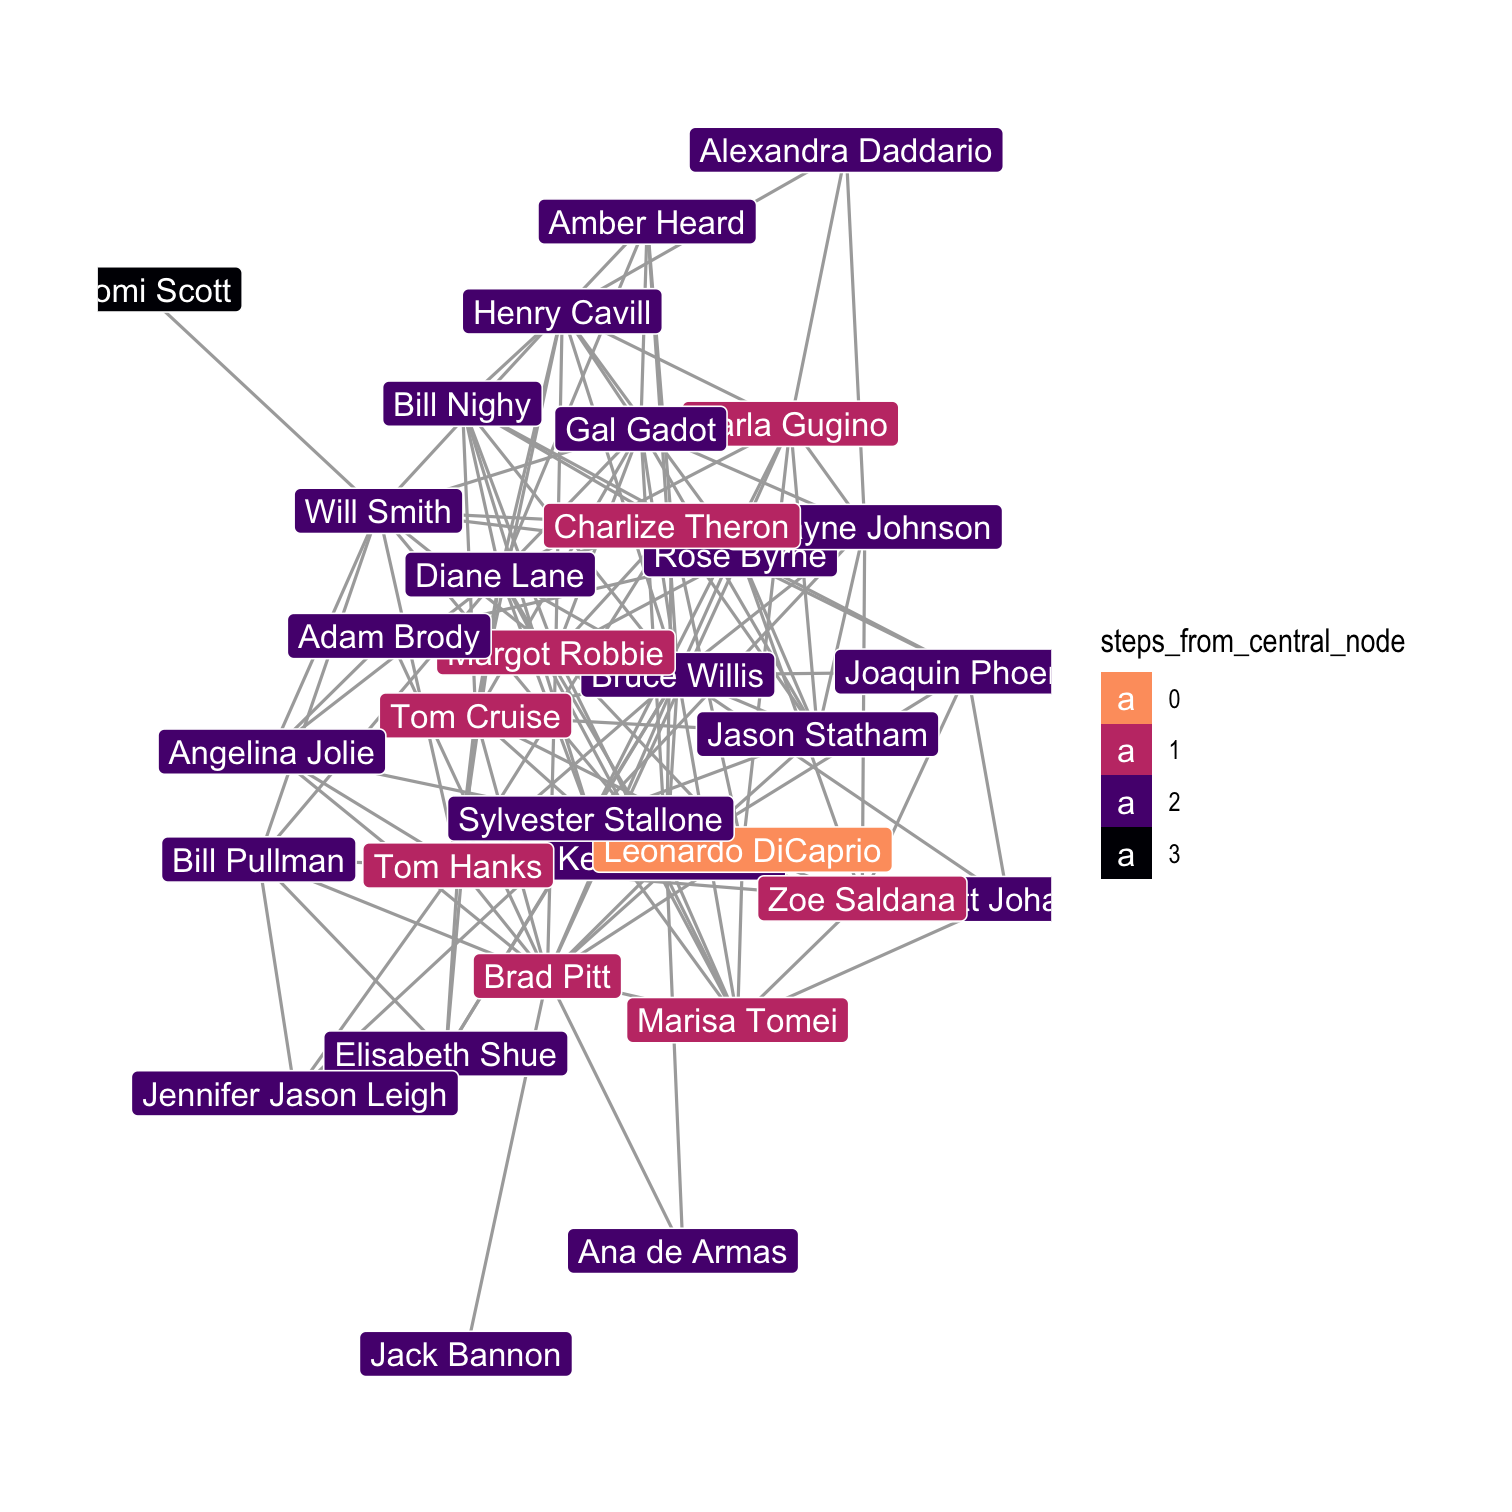 Alexandra Daddario
Amber Heard
omi Scott
Henry Cavill
Bill Nighy
Gal Gadot
arla Gugino
Will Smith
Charlize Theron
yne Johnson
Rose Byrne
Diane Lane
Adam Brody
Margot Robbie
Bruce Willis
Joaquin Phoe
Tom Cruise
Jason Statham
Angelina Jolie
Sylvester Stallone
Leonardo DiCaprio
Bill Pullman
Tom Hanks
Ke
Zoe Saldana
tt Joha
Brad Pitt
Marisa Tomei
Elisabeth Shue
Jennifer Jason Leigh
Ana de Armas
Jack Bannon
steps_from_central_node
a 0
a 1
a 2
a 3